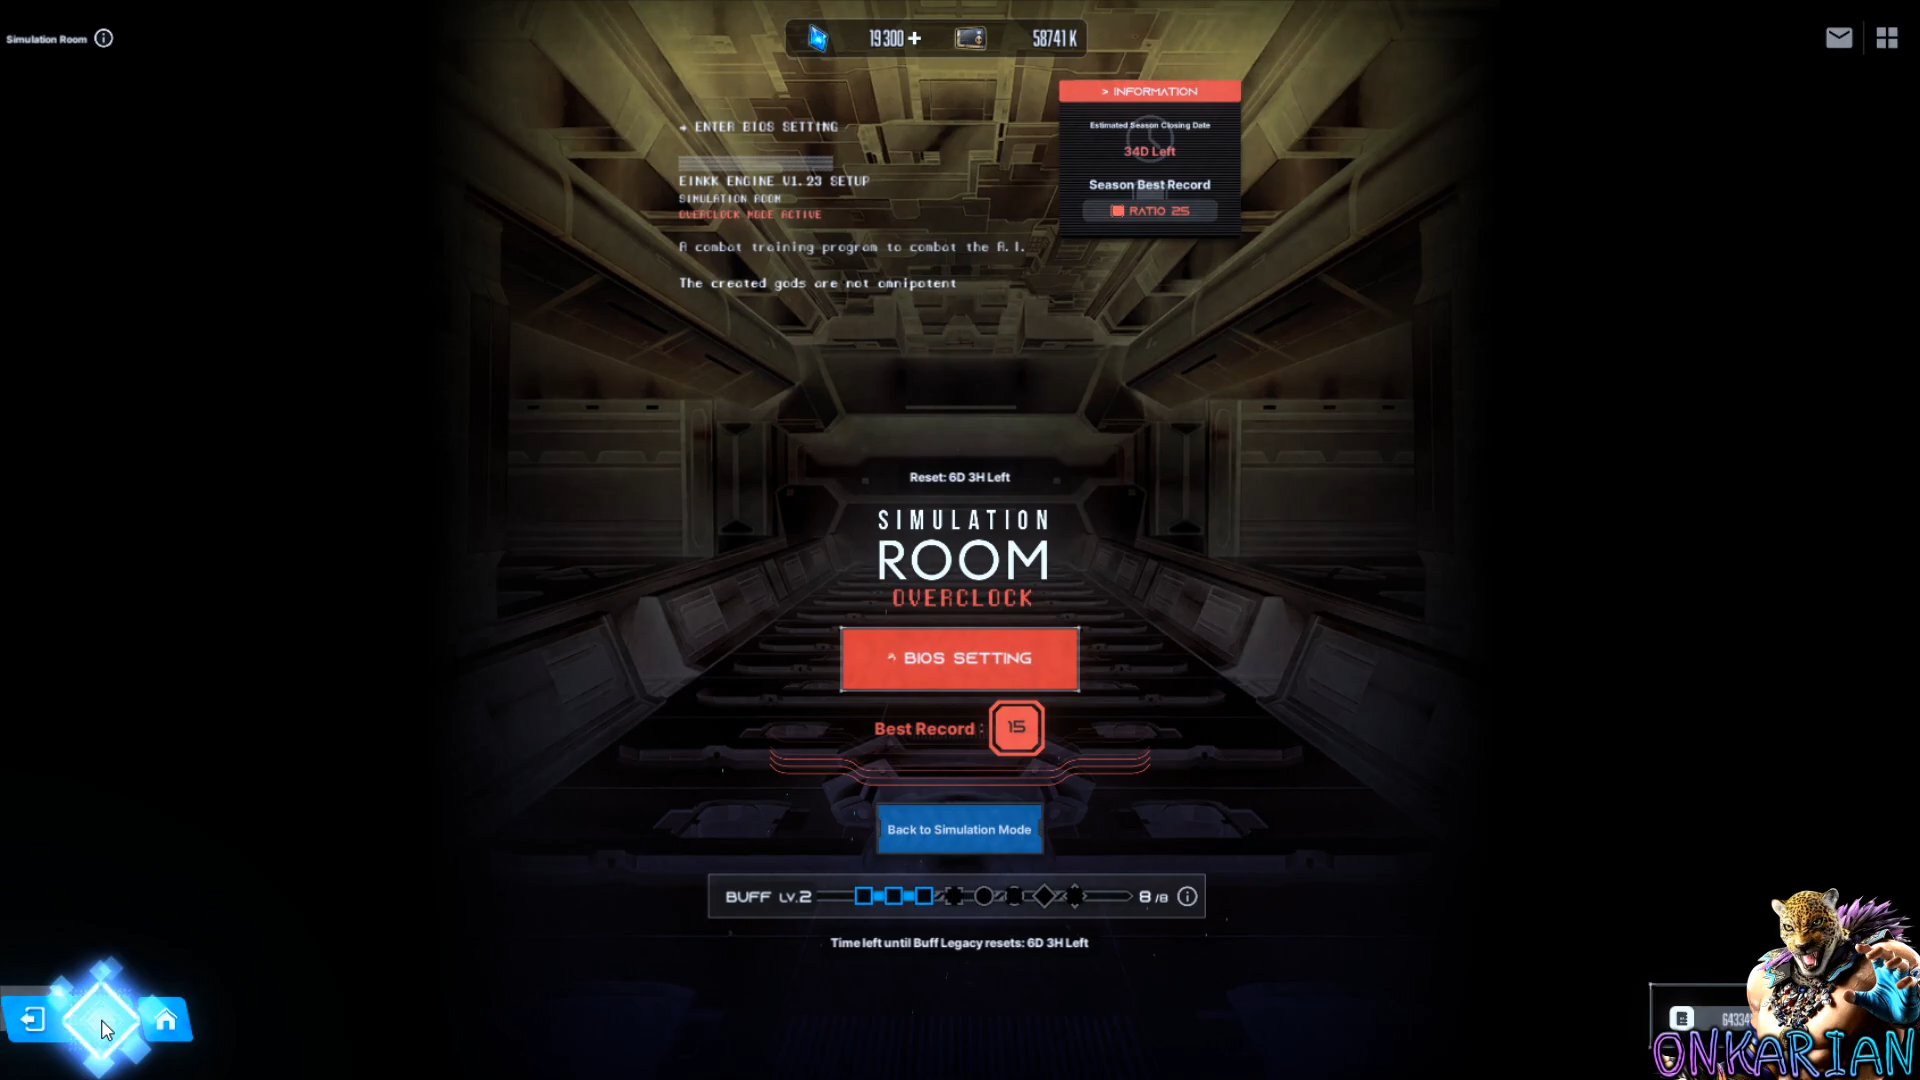 Simulation Room
19300
58741 K
> INFORMATION
Estimated Season Closing Date
34D Left
Season Best Record
RATIO 25
ENTER BIOS SETTING
EINKK ENGINE V1.23 SETUP
SIMULATION ROOM
OVERCLOCK MODE ACTIVE
A combat training program to combat the A.I.
The created gods are not omnipotent
Reset: 6D 3H Left
SIMULATION
ROOM
OVERCLOCK
BIOS SETTING
Best Record : 15
Back to Simulation Mode
BUFF LV.2 8 /8
Time left until Buff Legacy resets: 6D 3H Left
ONKARIAN